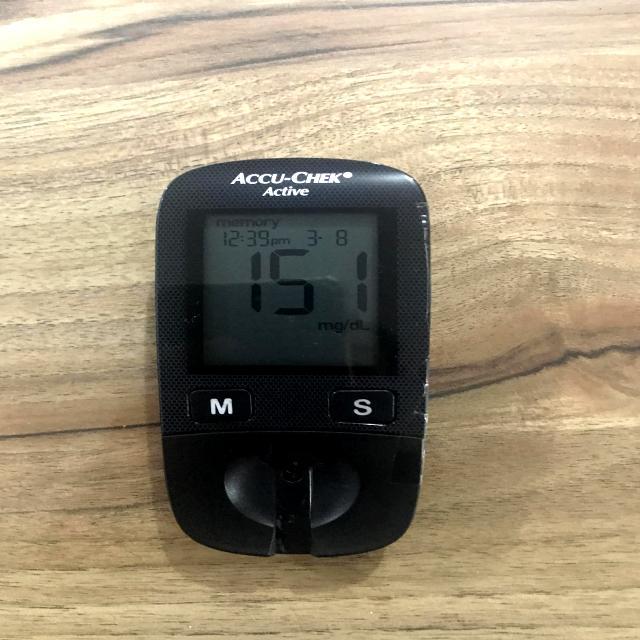 ACCU-CHEK®
Active
memory
12:39pm 3- 8
151
mg/dL
M S